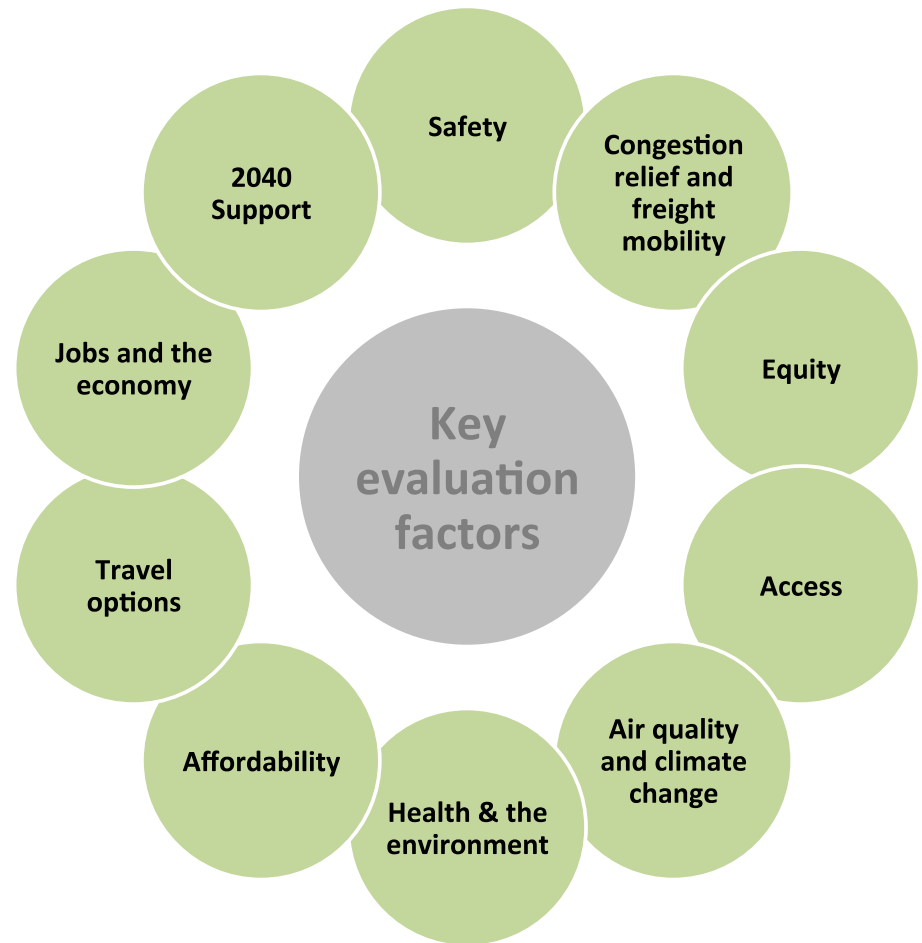 Safety
Congestion
relief and
freight
mobility
Equity
Access
Air quality
and climate
change
Health & the
environment
Affordability
Travel
options
Jobs and the
economy
2040
Support
Key
evaluation
factors